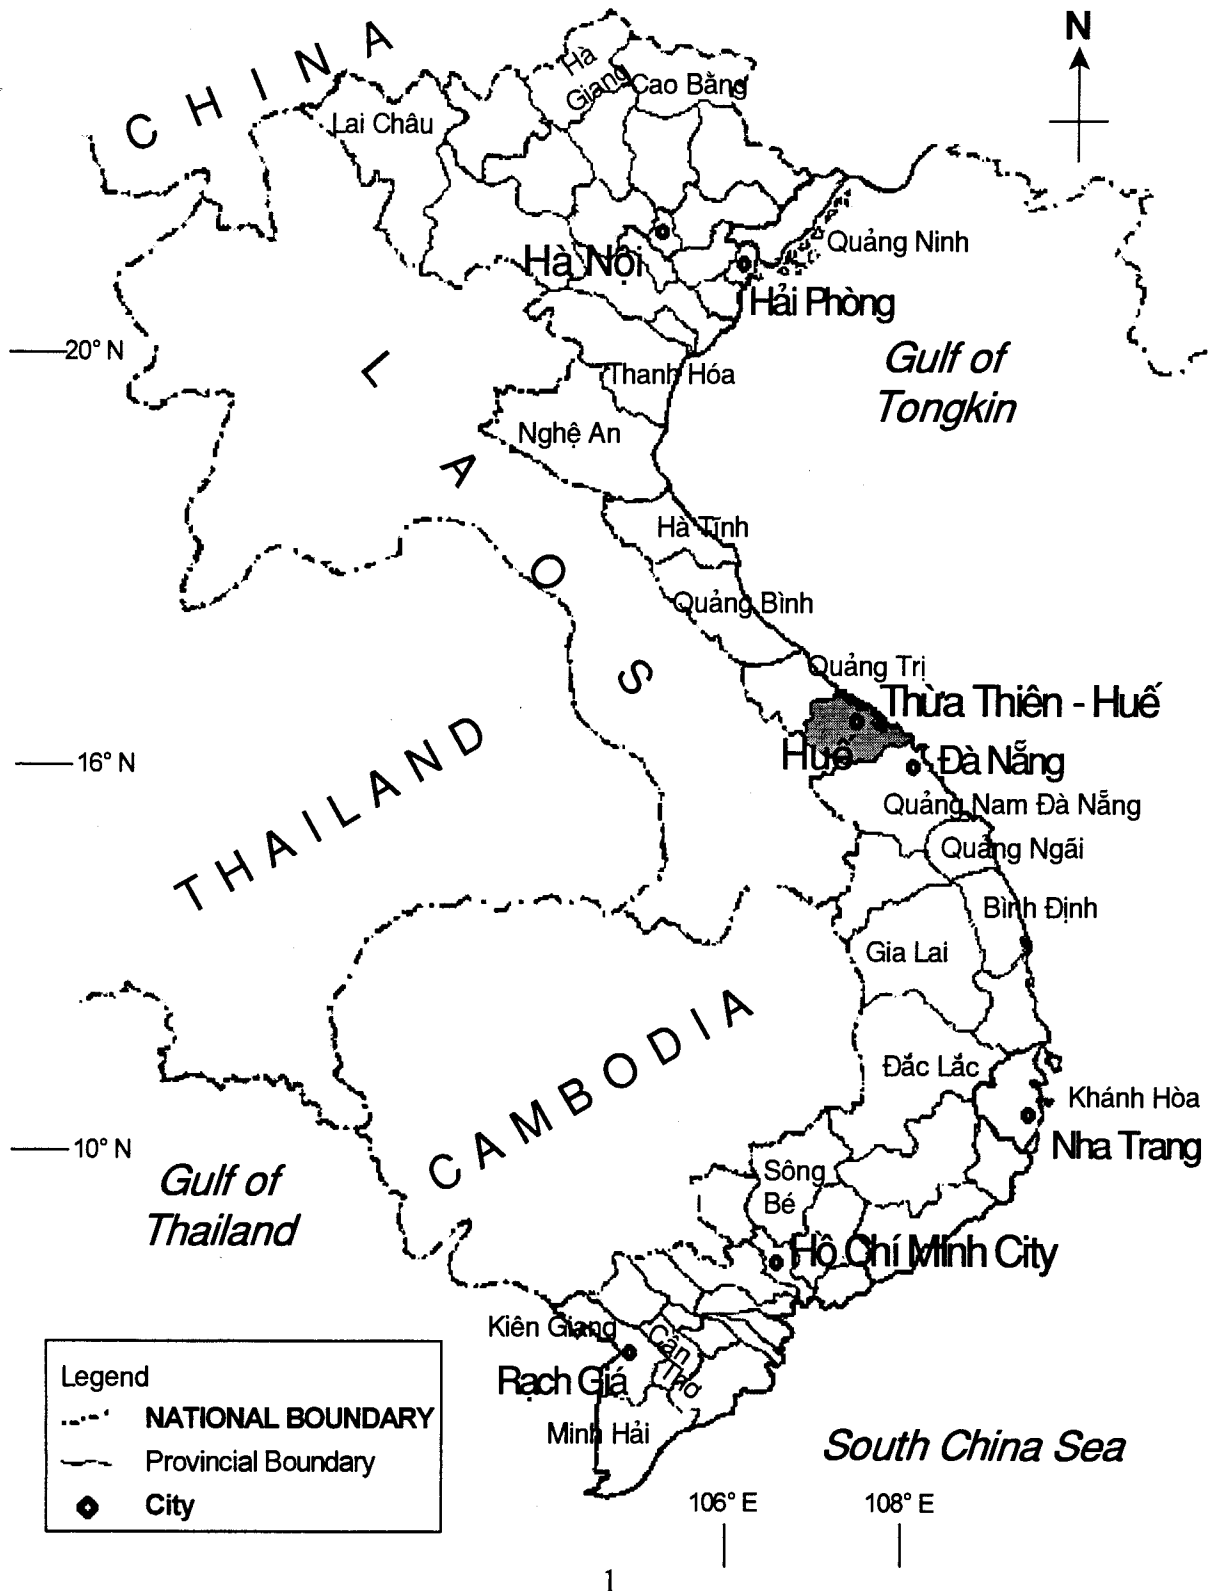 N
CHINA
Hà
Giang
Cao Bằng
Lai Châu
Quảng Ninh
Hà Nội
Hải Phòng
20° N
Gulf of
Tongkin
Thanh Hóa
Nghệ An
LAOS
Hà Tĩnh
Quảng Bình
Quảng Trị
Thừa Thiên - Huế
Huế
16° N
Đà Nẵng
THAILAND
Quảng Nam Đà Nẵng
Quảng Ngãi
Bình Định
Gia Lai
CAMBODIA
Đắc Lắc
Khánh Hòa
10° N
Nha Trang
Gulf of
Thailand
Sông
Bé
Hồ Chí MInh City
Kiên Giang
Cần
Thơ
Rạch Giá
Minh Hải
Legend
NATIONAL BOUNDARY
Provincial Boundary
City
South China Sea
106° E
108° E
1